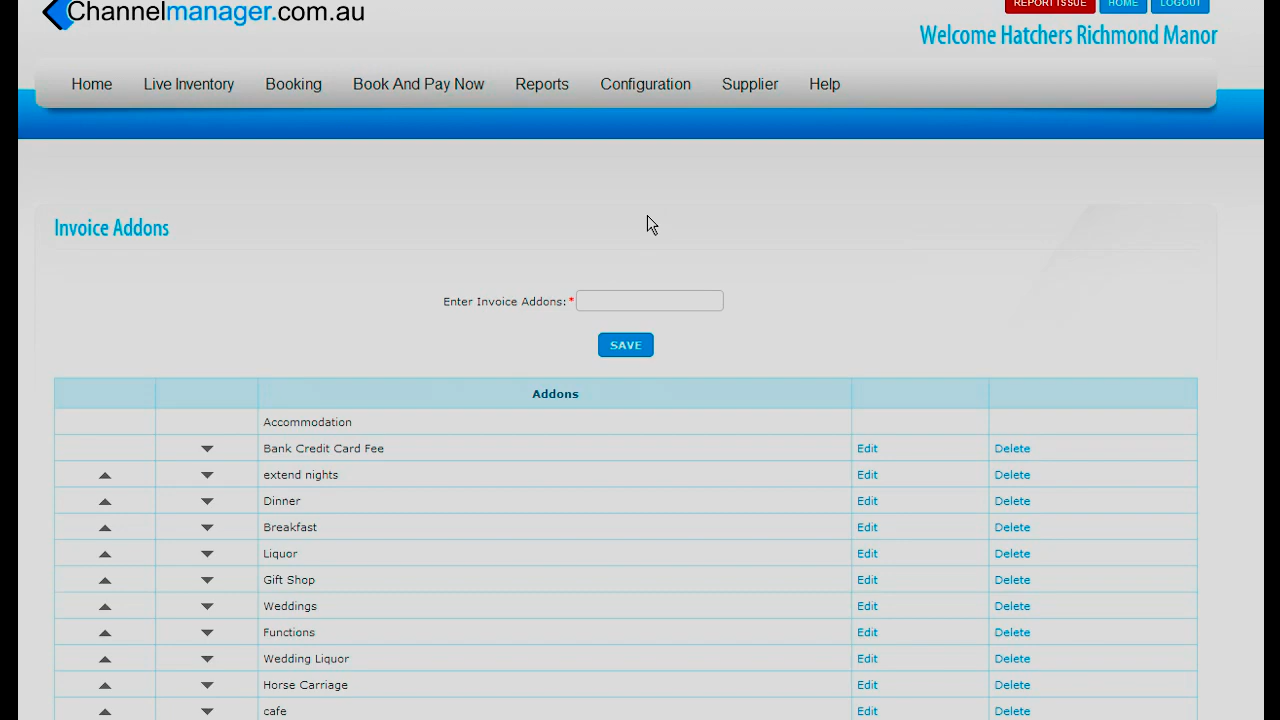 Channelmanager.com.au
REPORT ISSUE HOME LOGOUT
Welcome Hatchers Richmond Manor
Home Live Inventory Booking Book And Pay Now Reports Configuration Supplier Help
Invoice Addons
Enter Invoice Addons:*
SAVE
Addons
Accommodation
Bank Credit Card Fee Edit Delete
extend nights Edit Delete
Dinner Edit Delete
Breakfast Edit Delete
Liquor Edit Delete
Gift Shop Edit Delete
Weddings Edit Delete
Functions Edit Delete
Wedding Liquor Edit Delete
Horse Carriage Edit Delete
cafe Edit Delete